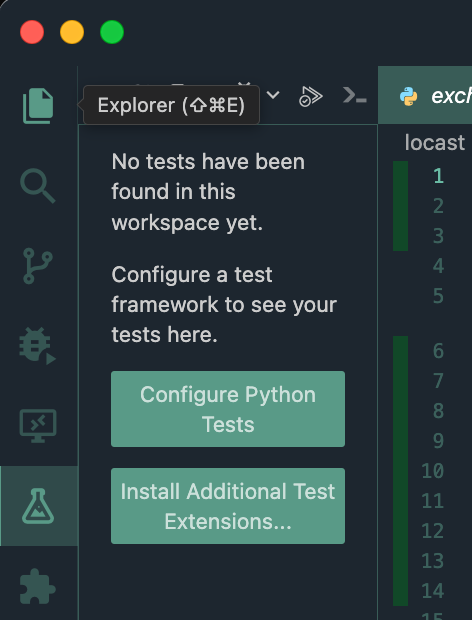 Explorer (⇧⌘E)
exch
locast
No tests have been
found in this
workspace yet.
Configure a test
framework to see your
tests here.
Configure Python
Tests
Install Additional Test
Extensions...
1
2
3
4
5
6
7
8
9
10
11
12
13
14
15